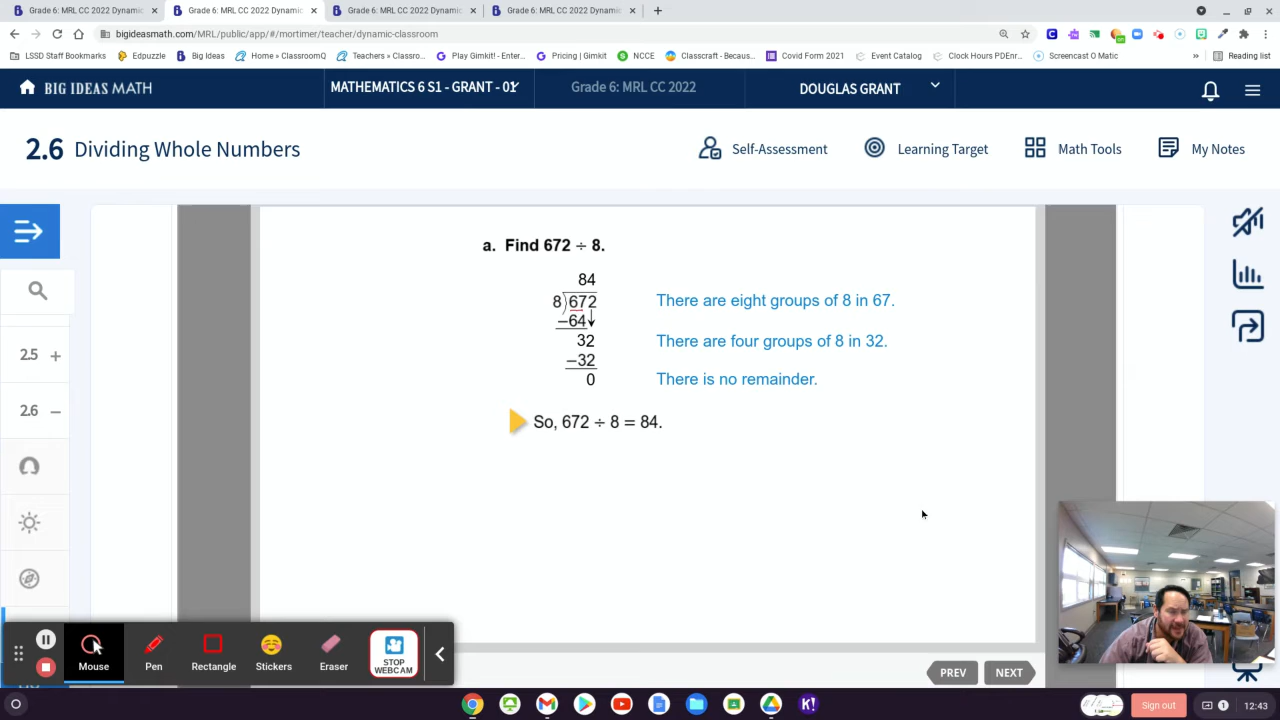 Grade 6: MRL CC 2022 Dynamic
Grade 6: MRL CC 2022 Dynamic
Grade 6: MRL CC 2022 Dynamic
Grade 6: MRL CC 2022 Dynamic
bigideasmath.com/MRL/public/app/#/mortimer/teacher/dynamic-classroom
LSSD Staff Bookmarks Edpuzzle Big Ideas Home » ClassroomQ Teachers » Classro... Play Gimkit! - Enter... Pricing | Gimkit NCCE Classcraft - Becaus... Covid Form 2021 Event Catalog Clock Hours PDEnr... Screencast O Matic » Reading list
BIG IDEAS MATH MATHEMATICS 6 S1 - GRANT - 01 Grade 6: MRL CC 2022 DOUGLAS GRANT
2.6 Dividing Whole Numbers Self-Assessment Learning Target Math Tools My Notes
a. Find 672 ÷ 8.
84
8)672 There are eight groups of 8 in 67.
−64
32 There are four groups of 8 in 32.
−32
0 There is no remainder.
So, 672 ÷ 8 = 84.
2.5 +
2.6 −
Mouse Pen Rectangle Stickers Eraser STOP WEBCAM
PREV NEXT
K! Sign out 1 12:43